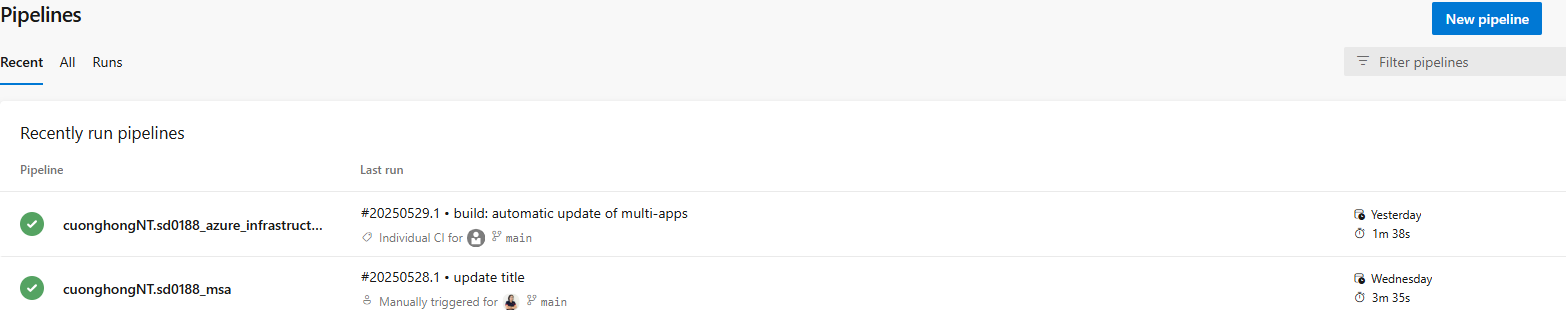 Pipelines
New pipeline
Recent All Runs
Filter pipelines
Recently run pipelines
Pipeline Last run
#20250529.1 • build: automatic update of multi-apps
cuonghongNT.sd0188_azure_infrastruct...
Individual CI for main
Yesterday
1m 38s
#20250528.1 • update title
cuonghongNT.sd0188_msa
Manually triggered for main
Wednesday
3m 35s